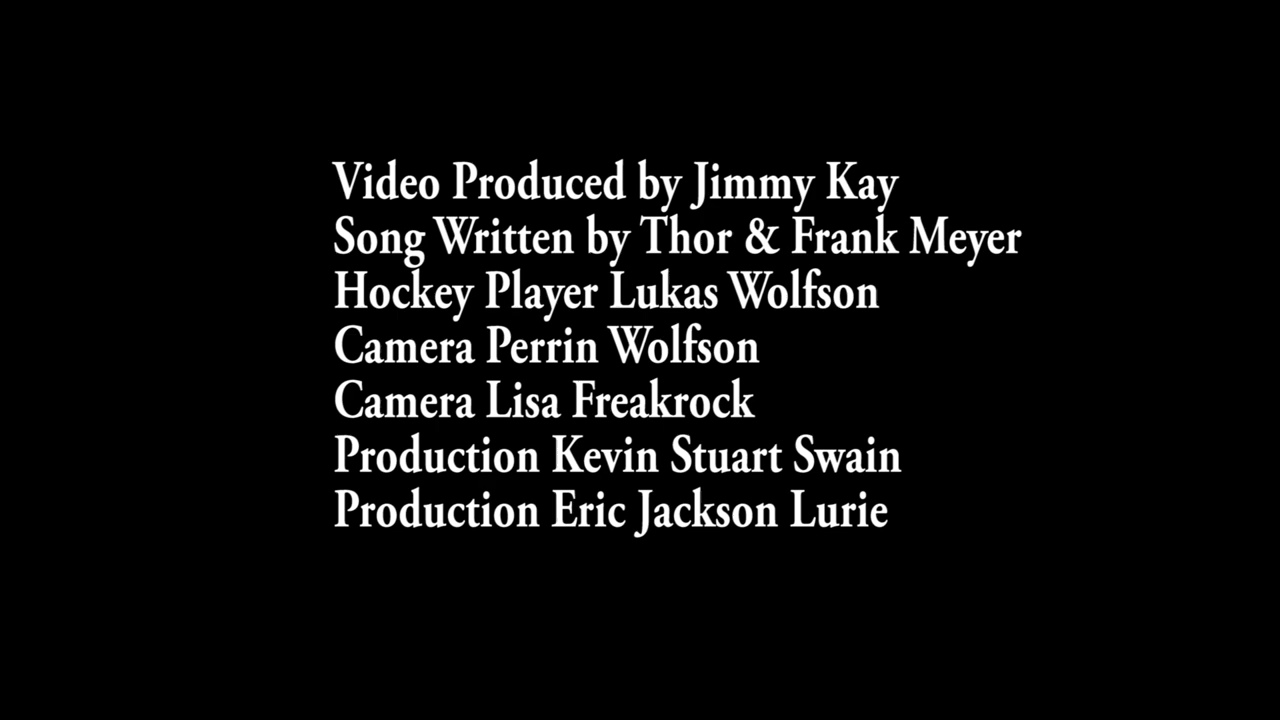 Video Produced by Jimmy Kay
Song Written by Thor & Frank Meyer
Hockey Player Lukas Wolfson
Camera Perrin Wolfson
Camera Lisa Freakrock
Production Kevin Stuart Swain
Production Eric Jackson Lurie